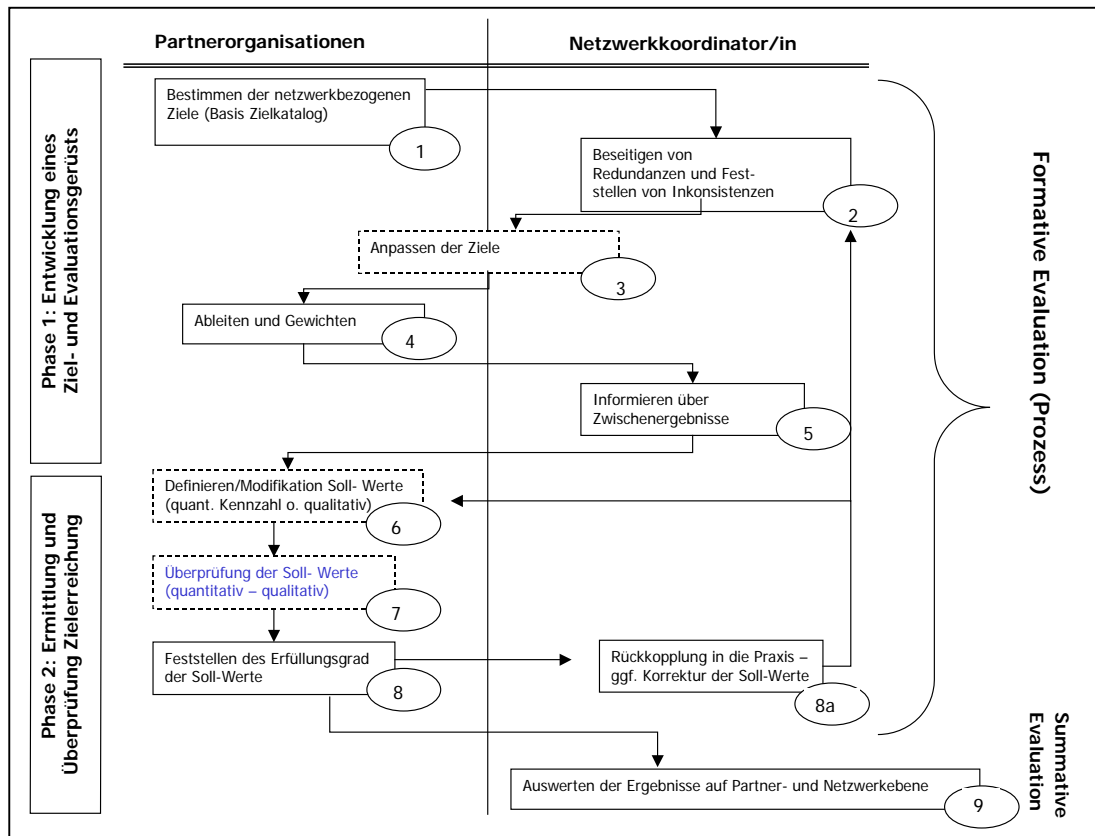 Partnerorganisationen
Netzwerkkoordinator/in
Phase 1: Entwicklung eines
Ziel- und Evaluationsgerüsts
Bestimmen der netzwerkbezogenen
Ziele (Basis Zielkatalog)
1
Beseitigen von
Redundanzen und Fest-
stellen von Inkonsistenzen
2
Anpassen der Ziele
3
Ableiten und Gewichten
4
Informieren über
Zwischenergebnisse
5
Phase 2: Ermittlung und
Überprüfung Zielerreichung
Definieren/Modifikation Soll- Werte
(quant. Kennzahl o. qualitativ)
6
Überprüfung der Soll- Werte
(quantitativ – qualitativ)
7
Feststellen des Erfüllungsgrad
der Soll-Werte
8
Rückkopplung in die Praxis –
ggf. Korrektur der Soll-Werte
8a
Auswerten der Ergebnisse auf Partner- und Netzwerkebene
9
Formative Evaluation (Prozess)
Summative
Evaluation